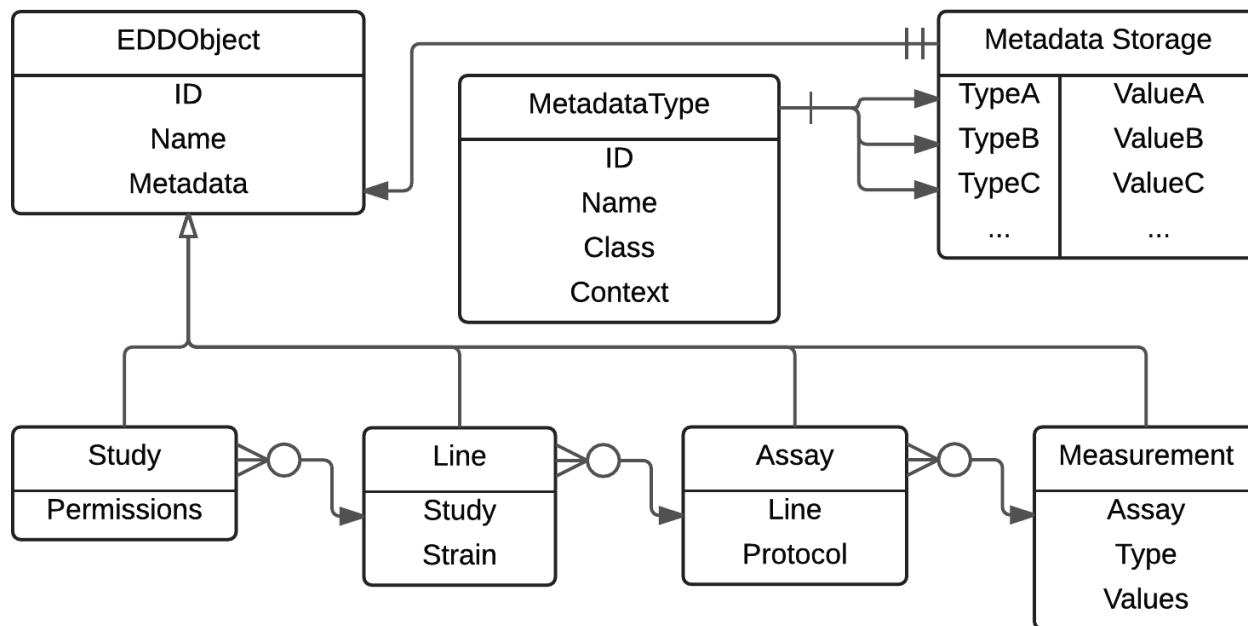 EDDObject
ID
Name
Metadata
MetadataType
ID
Name
Class
Context
Metadata Storage
TypeA ValueA
TypeB ValueB
TypeC ValueC
... ...
Study
Permissions
Line
Study
Strain
Assay
Line
Protocol
Measurement
Assay
Type
Values